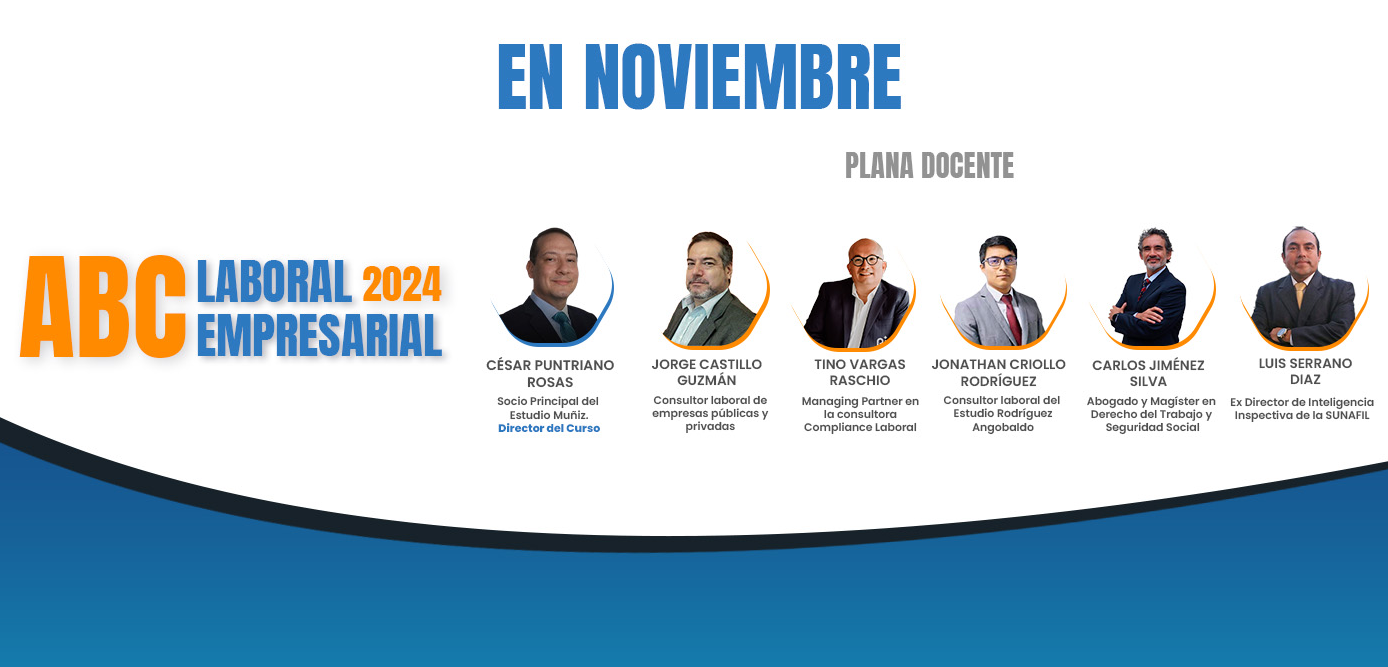 EN NOVIEMBRE
PLANA DOCENTE
ABC
LABORAL 2024
EMPRESARIAL
CÉSAR PUNTRIANO
ROSAS
Socio Principal del
Estudio Muñiz.
Director del Curso
JORGE CASTILLO
GUZMÁN
Consultor laboral de
empresas públicas y
privadas
TINO VARGAS
RASCHIO
Managing Partner en
la consultora
Compliance Laboral
JONATHAN CRIOLLO
RODRÍGUEZ
Consultor laboral del
Estudio Rodríguez
Angobaldo
CARLOS JIMÉNEZ
SILVA
Abogado y Magíster en
Derecho del Trabajo y
Seguridad Social
LUIS SERRANO
DIAZ
Ex Director de Inteligencia
Inspectiva de la SUNAFIL